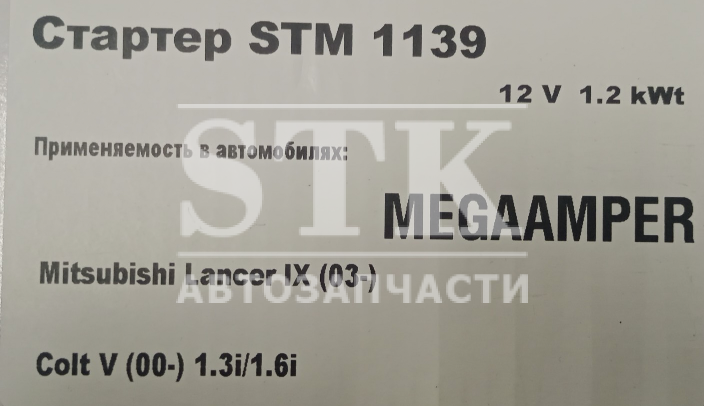 Стартер STM 1139
12 V 1.2 kWt
STK
Применяемость в автомобилях:
MEGAAMPER
Mitsubishi Lancer IX (03-)
АВТОЗАПЧАСТИ
Colt V (00-) 1.3i/1.6i